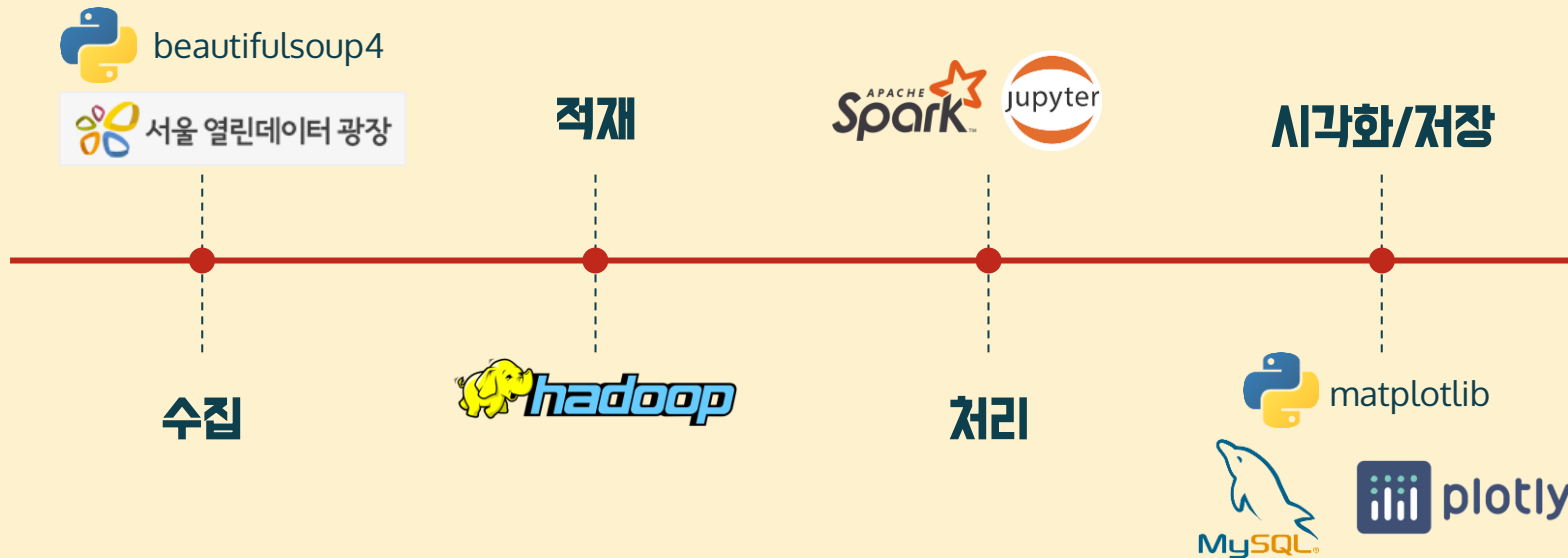 beautifulsoup4
서울 열린데이터 광장
수집
적재
hadoop
APACHE
Spark
TM
jupyter
처리
시각화/저장
matplotlib
MySQL®
plotly